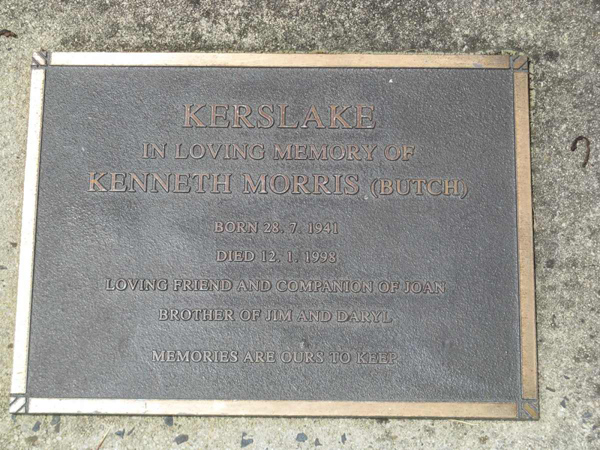 KERSLAKE
IN LOVING MEMORY OF
KENNETH MORRIS (BUTCH)
BORN 28. 7. 1941
DIED 12. 1. 1998
LOVING FRIEND AND COMPANION OF JOAN
BROTHER OF JIM AND DARYL
MEMORIES ARE OURS TO KEEP